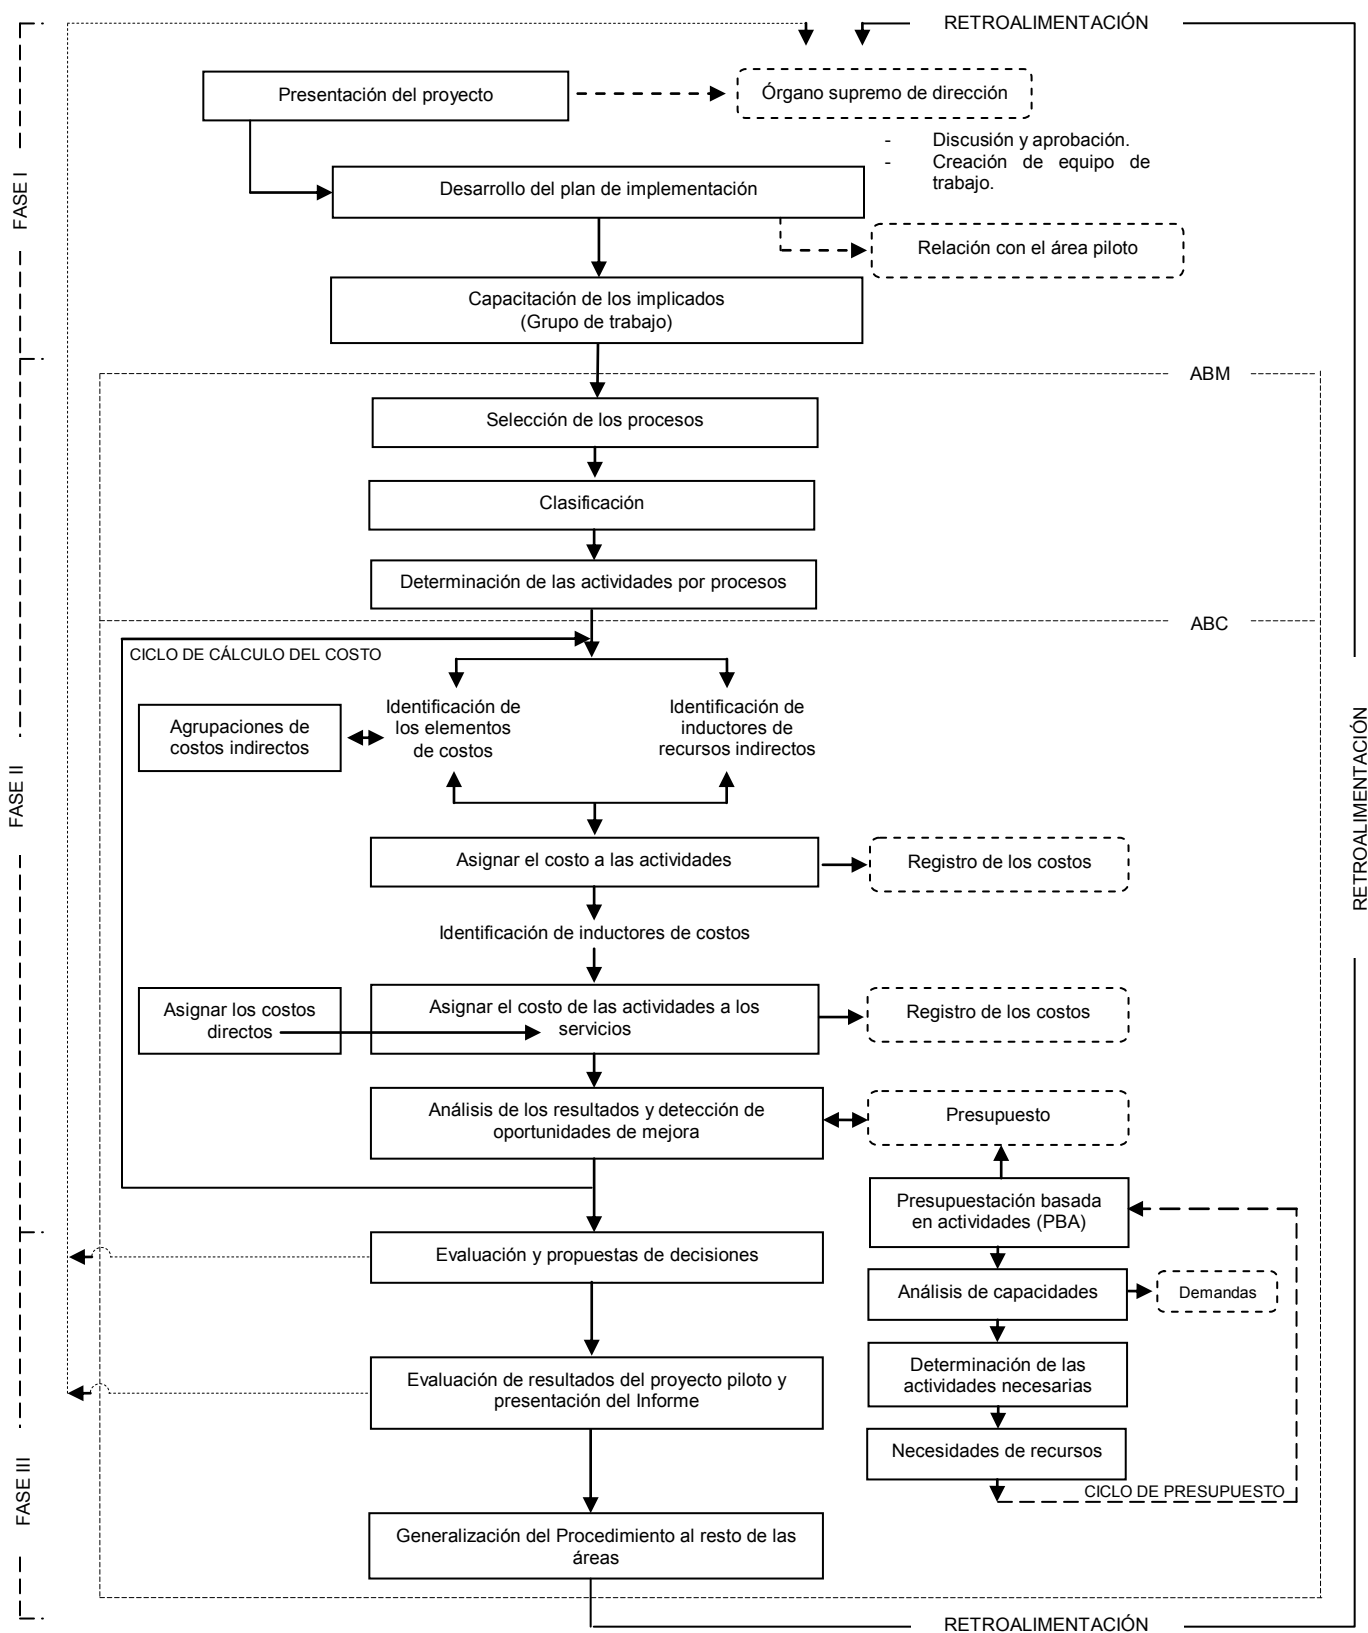 RETROALIMENTACIÓN
Presentación del proyecto
Órgano supremo de dirección
- Discusión y aprobación.
- Creación de equipo de
trabajo.
FASE I
Desarrollo del plan de implementación
Relación con el área piloto
Capacitación de los implicados
(Grupo de trabajo)
ABM
Selección de los procesos
Clasificación
Determinación de las actividades por procesos
ABC
CICLO DE CÁLCULO DEL COSTO
FASE II
Agrupaciones de
costos indirectos
Identificación de
los elementos
de costos
Identificación de
inductores de
recursos indirectos
RETROALIMENTACIÓN
Asignar el costo a las actividades
Registro de los costos
Identificación de inductores de costos
Asignar los costos
directos
Asignar el costo de las actividades a los
servicios
Registro de los costos
Análisis de los resultados y detección de
oportunidades de mejora
Presupuesto
Presupuestación basada
en actividades (PBA)
Evaluación y propuestas de decisiones
Análisis de capacidades
Demandas
Evaluación de resultados del proyecto piloto y
presentación del Informe
Determinación de las
actividades necesarias
Necesidades de recursos
CICLO DE PRESUPUESTO
FASE III
Generalización del Procedimiento al resto de las
áreas
RETROALIMENTACIÓN